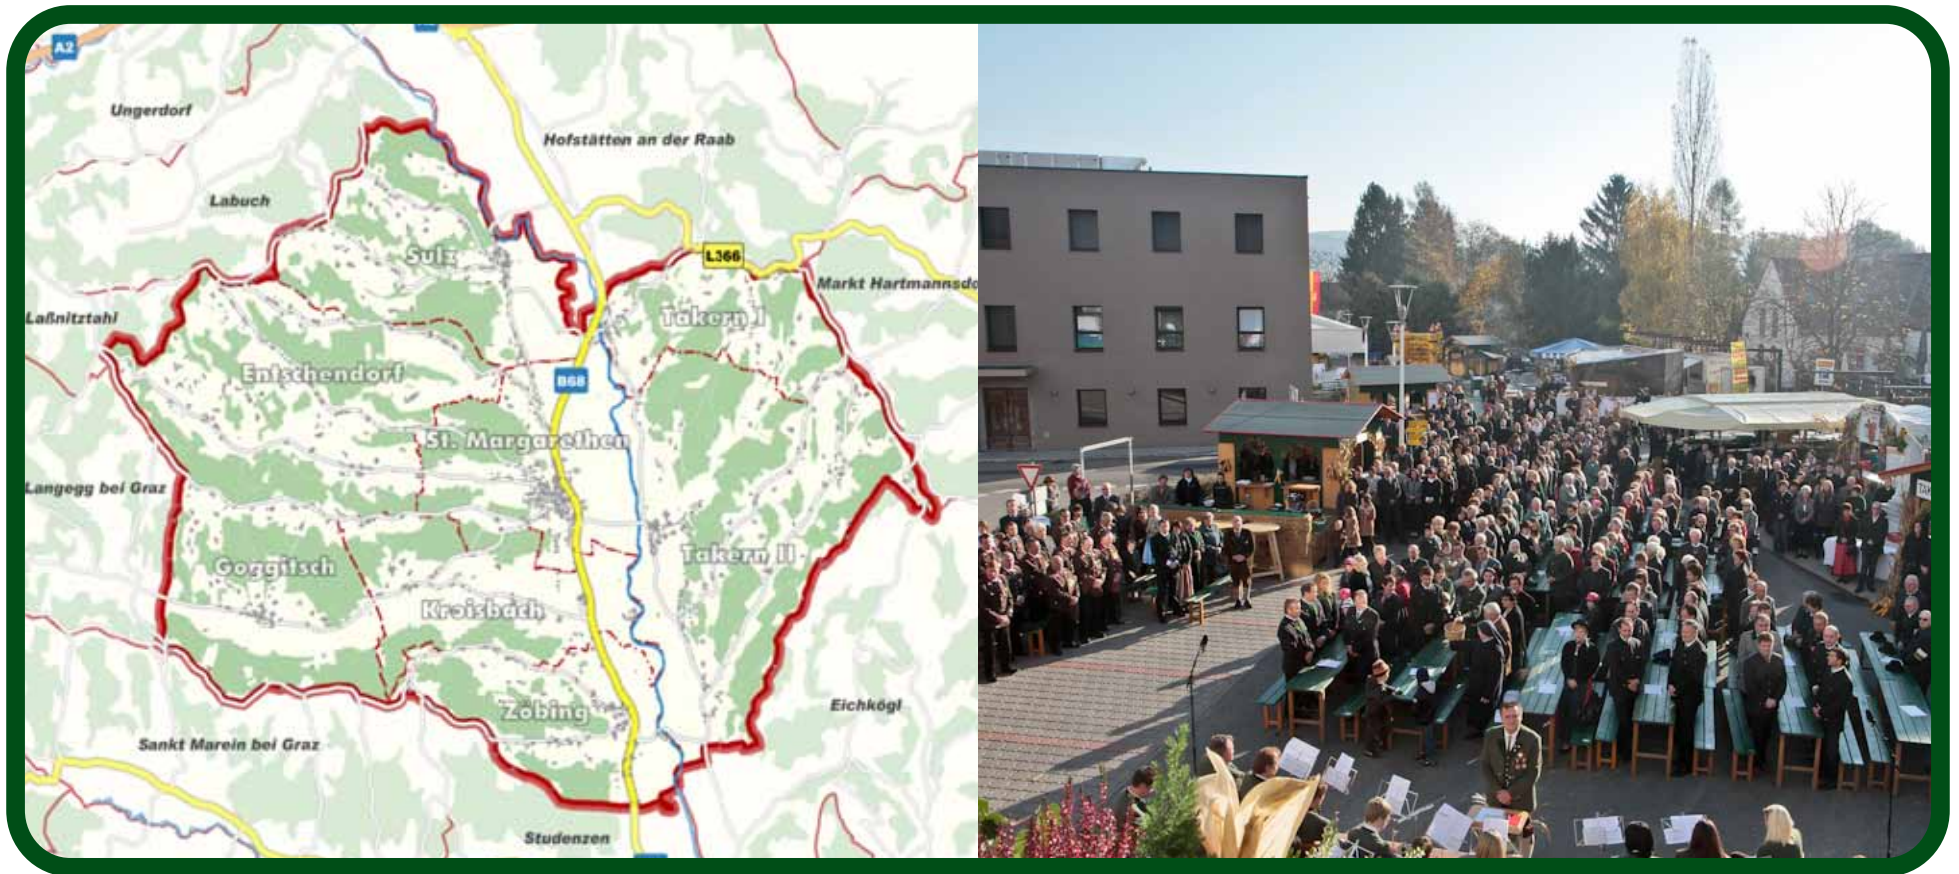 A2
Ungerdorf
Hofstätten an der Raab
Labuch
Sulz
L366
Markt Hartmannsdo
Laßnitztahl
Takern I
Entschendorf
B68
St. Margarethen
Langegg bei Graz
Takern II
Goggitsch
Kroisbach
Zöbing
Eichkögl
Sankt Marein bei Graz
Studenzen